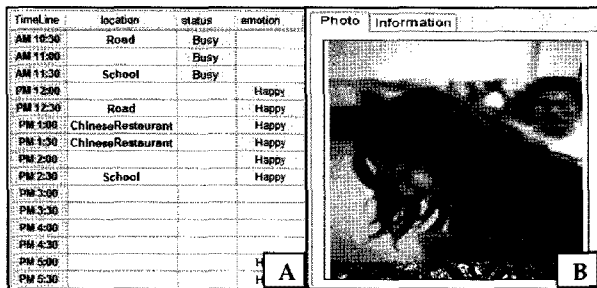 TimeLine location status emotion
AM 10:30 Road Busy
AM 11:00 Busy
AM 11:30 School Busy
PM 12:00 Happy
PM 12:30 Road Happy
PM 1:00 ChineseRestaurant Happy
PM 1:30 ChineseRestaurant Happy
PM 2:00 Happy
PM 2:30 School Happy
PM 3:00
PM 3:30
PM 4:00
PM 4:30
PM 5:00 H
PM 5:30 H
A
Photo Information
B